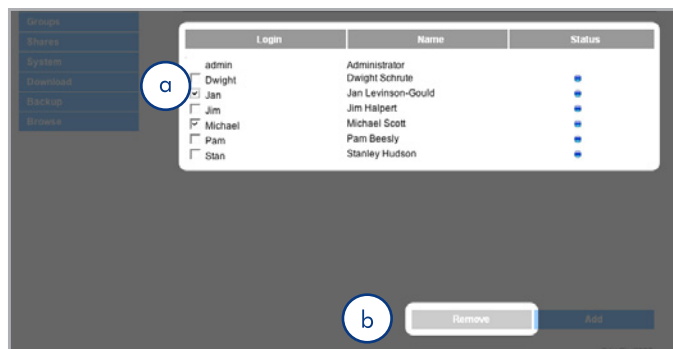 Groups
Shares
System
Download
Backup
Browse
Login Name Status
admin Administrator
Dwight Dwight Schrute
Jan Jan Levinson-Gould
Jim Jim Halpert
Michael Michael Scott
Pam Pam Beesly
Stan Stanley Hudson
a
b
Remove Add